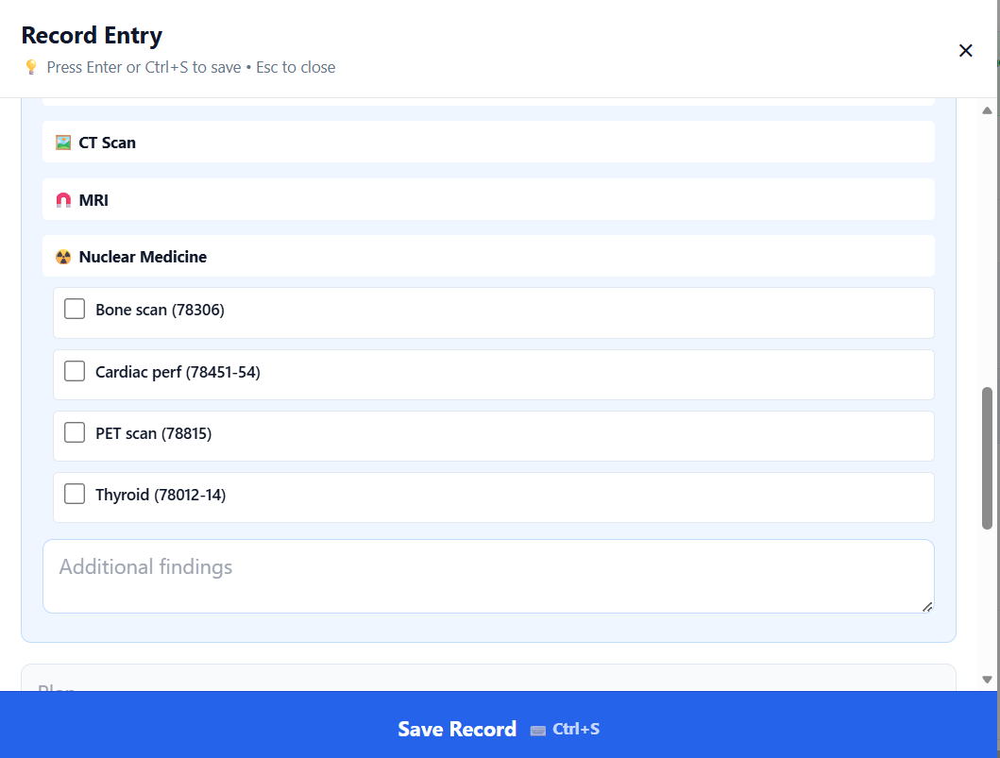 Record Entry
Press Enter or Ctrl+S to save • Esc to close
CT Scan
MRI
Nuclear Medicine
Bone scan (78306)
Cardiac perf (78451-54)
PET scan (78815)
Thyroid (78012-14)
Additional findings
Plan
Save Record Ctrl+S